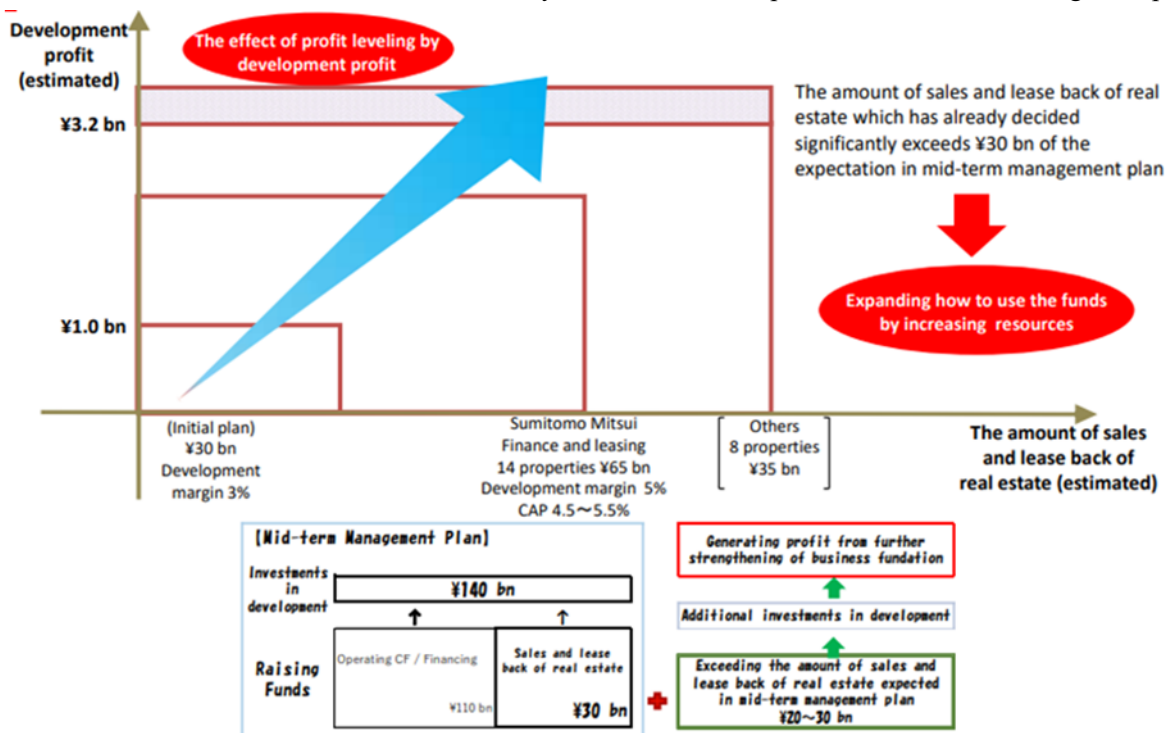 Development
profit
(estimated)
The effect of profit leveling by
development profit
¥3.2 bn
¥1.0 bn
The amount of sales and lease back of real
estate which has already decided
significantly exceeds ¥30 bn of the
expectation in mid-term management plan
Expanding how to use the funds
by increasing resources
(Initial plan)
¥30 bn
Development
margin 3%
Sumitomo Mitsui
Finance and leasing
14 properties ¥65 bn
Development margin 5%
CAP 4.5～5.5%
Others
8 properties
¥35 bn
The amount of sales
and lease back of
real estate (estimated)
【Mid-term Management Plan】
Investments
in
development
¥140 bn
Raising
Funds
Operating CF / Financing
¥110 bn
Sales and lease
back of real estate
¥30 bn
Generating profit from further
strengthening of business fundation
Additional investments in development
Exceeding the amount of sales and
lease back of real estate expected
in mid-term management plan
¥20～30 bn